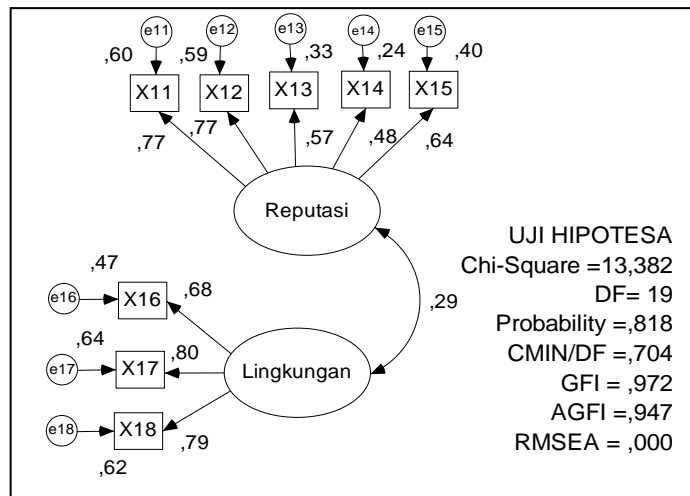 e11 e12 e13 e14 e15
,60 ,59 ,33 ,24 ,40
X11 X12 X13 X14 X15
,77 ,77 ,57 ,48 ,64
Reputasi
,47
e16 X16 ,68
,64
e17 X17 ,80
Lingkungan
e18 X18 ,79
,62
,29
UJI HIPOTESA
Chi-Square =13,382
DF= 19
Probability =,818
CMIN/DF =,704
GFI =,972
AGFI =,947
RMSEA = ,000